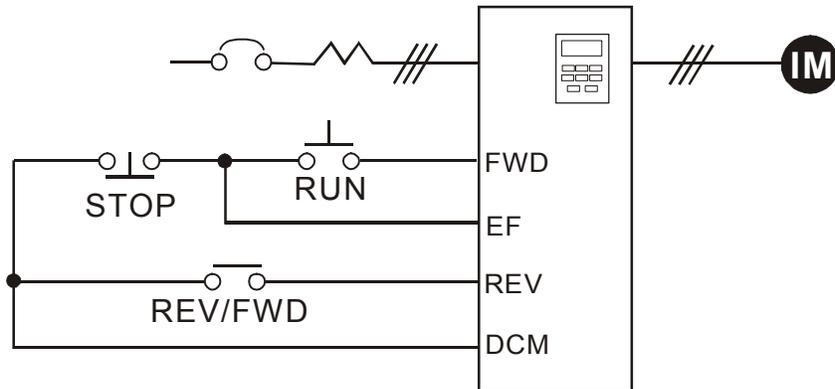 IM
FWD
STOP
RUN
EF
REV
REV/FWD
DCM